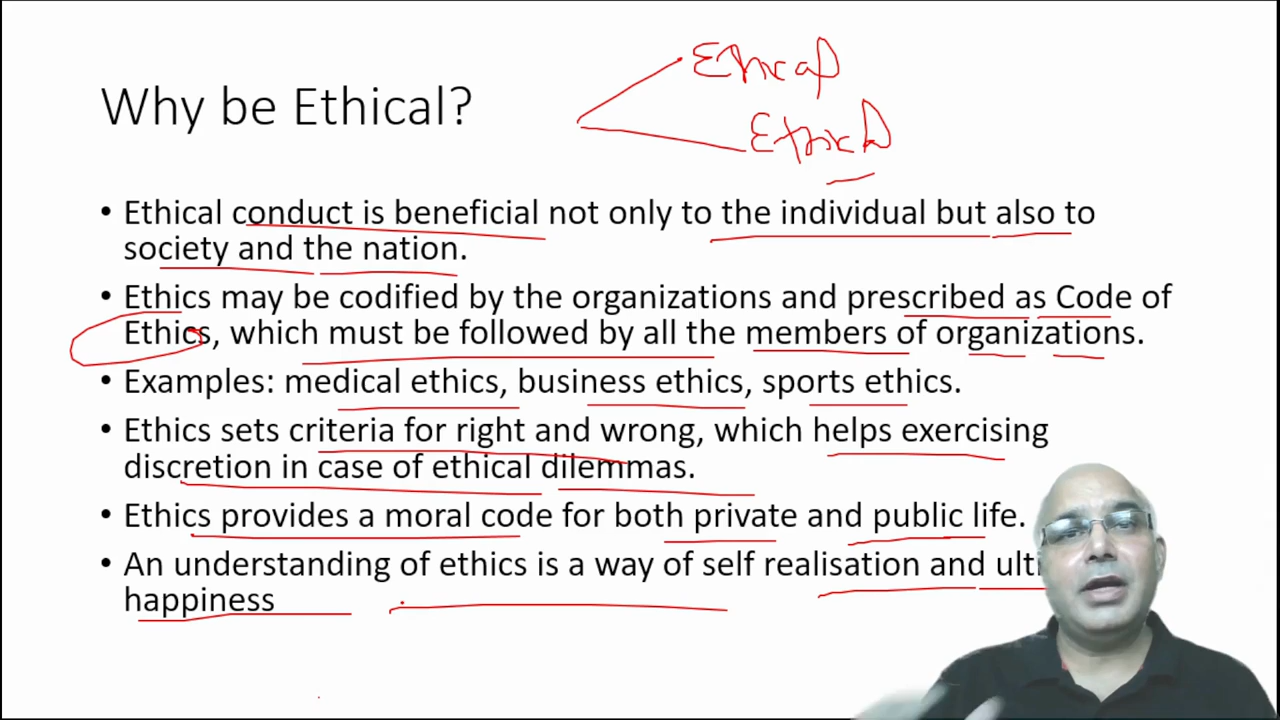 Why be Ethical?
Ethical
Ethical
• Ethical conduct is beneficial not only to the individual but also to
society and the nation.
• Ethics may be codified by the organizations and prescribed as Code of
Ethics, which must be followed by all the members of organizations.
• Examples: medical ethics, business ethics, sports ethics.
• Ethics sets criteria for right and wrong, which helps exercising
discretion in case of ethical dilemmas.
• Ethics provides a moral code for both private and public life.
• An understanding of ethics is a way of self realisation and ulti
happiness